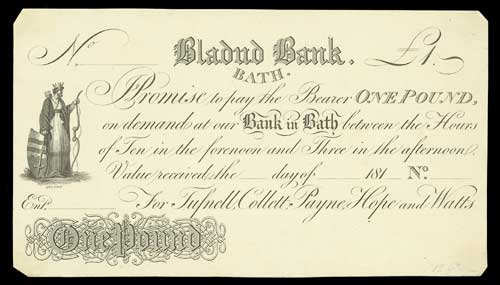 No Bladud Bank. £1.
BATH.
Promise to pay the Bearer ONE POUND,
on demand at our Bank in Bath between the Hours
of Ten in the forenoon and Three in the afternoon
Value received the day of 181 No.
Ent. For Tufnell, Collett, Payne, Hope and Watts
One Pound